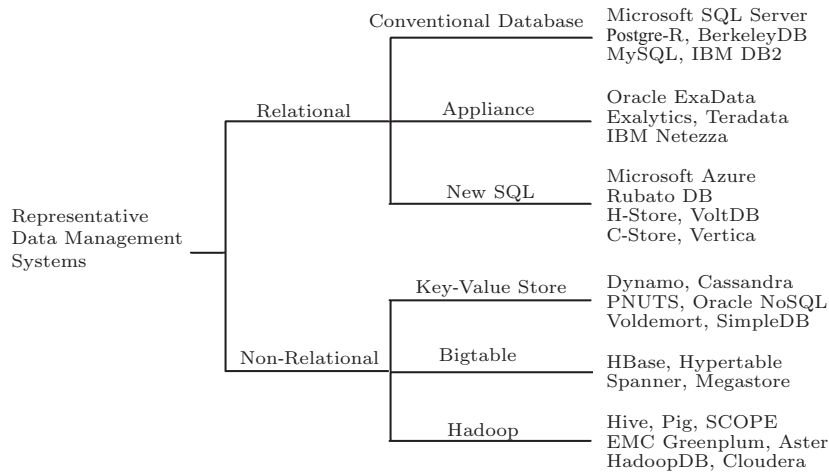 Representative
Data Management
Systems
Relational
Conventional Database
Microsoft SQL Server
Postgre-R, BerkeleyDB
MySQL, IBM DB2
Appliance
Oracle ExaData
Exalytics, Teradata
IBM Netezza
New SQL
Microsoft Azure
Rubato DB
H-Store, VoltDB
C-Store, Vertica
Non-Relational
Key-Value Store
Dynamo, Cassandra
PNUTS, Oracle NoSQL
Voldemort, SimpleDB
Bigtable
HBase, Hypertable
Spanner, Megastore
Hadoop
Hive, Pig, SCOPE
EMC Greenplum, Aster
HadoopDB, Cloudera